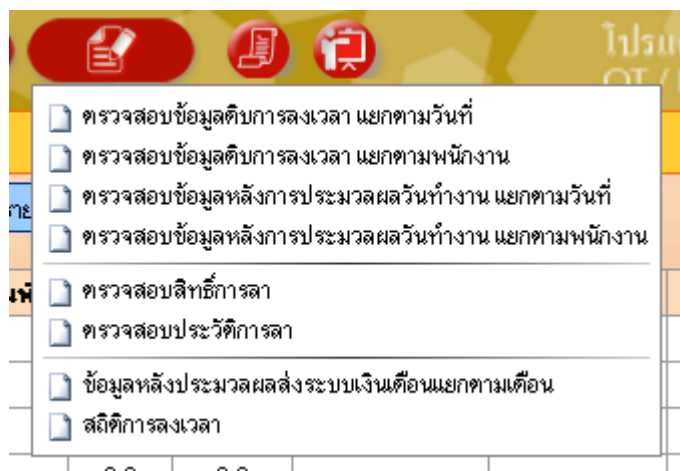 ตรวจสอบข้อมูลดิบการลงเวลา แยกตามวันที่
ตรวจสอบข้อมูลดิบการลงเวลา แยกตามพนักงาน
ตรวจสอบข้อมูลหลังการประมวลผลวันทำงาน แยกตามวันที่
ตรวจสอบข้อมูลหลังการประมวลผลวันทำงาน แยกตามพนักงาน
ตรวจสอบสิทธิ์การลา
ตรวจสอบประวัติการลา
ข้อมูลหลังประมวลผลส่งระบบเงินเดือนแยกตามเดือน
สถิติการลงเวลา